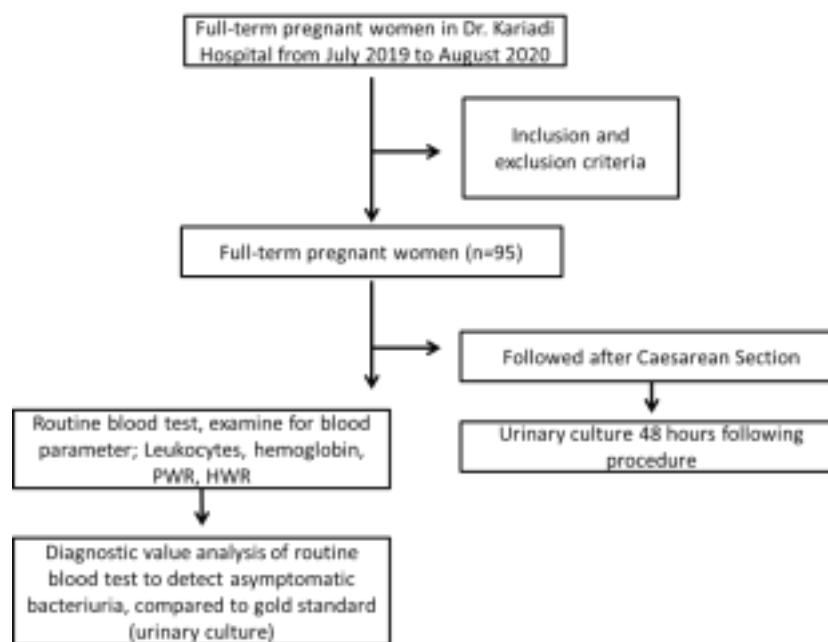 Full-term pregnant women in Dr. Kariadi
Hospital from July 2019 to August 2020
Inclusion and
exclusion criteria
Full-term pregnant women (n=95)
Followed after Caesarean Section
Urinary culture 48 hours following
procedure
Routine blood test, examine for blood
parameter; Leukocytes, hemoglobin,
PWR, HWR
Diagnostic value analysis of routine
blood test to detect asymptomatic
bacteriuria, compared to gold standard
(urinary culture)